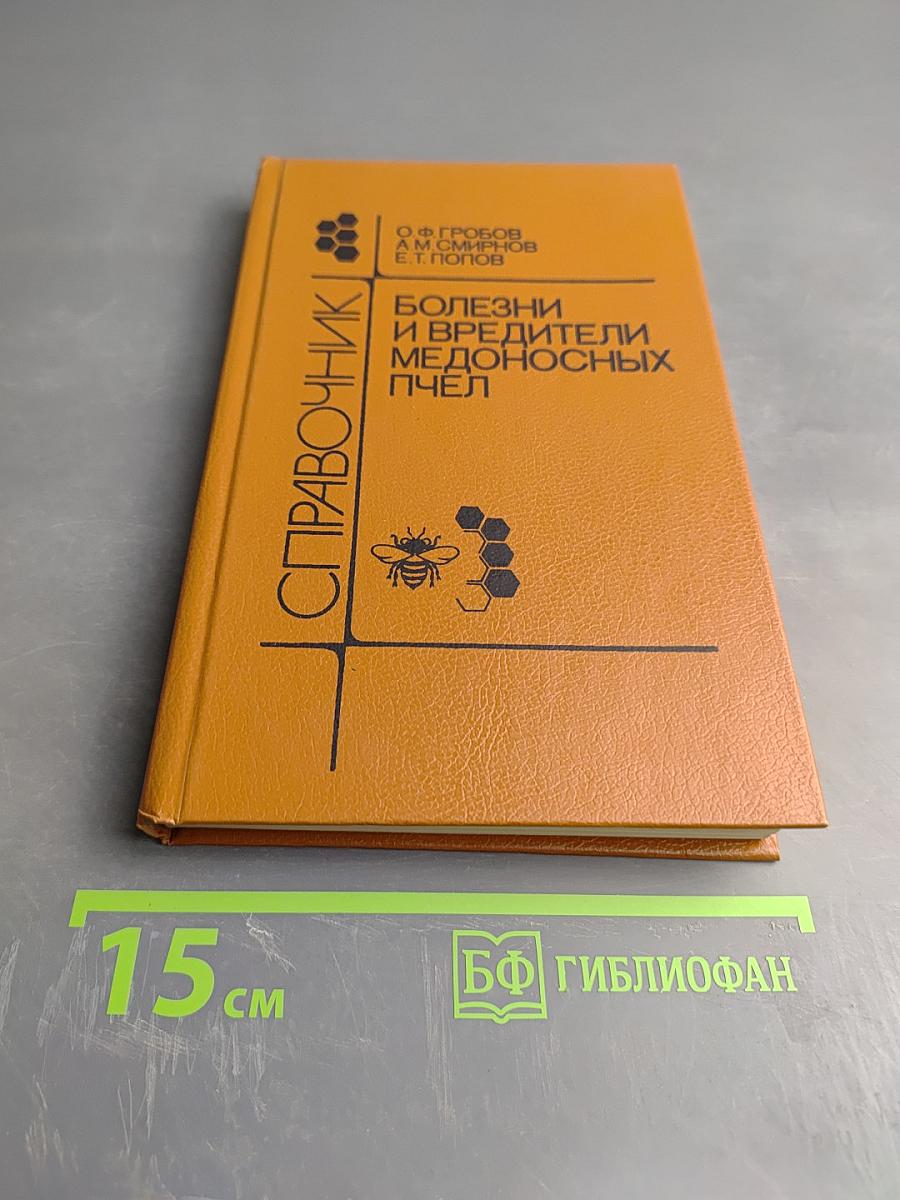 О.Ф.ГРОБОВ
А.М.СМИРНОВ
Е.Т.ПОПОВ
СПРАВОЧНИК
БОЛЕЗНИ
И ВРЕДИТЕЛИ
МЕДОНОСНЫХ
ПЧЕЛ
15 см
БФ ГИБЛИОФАН